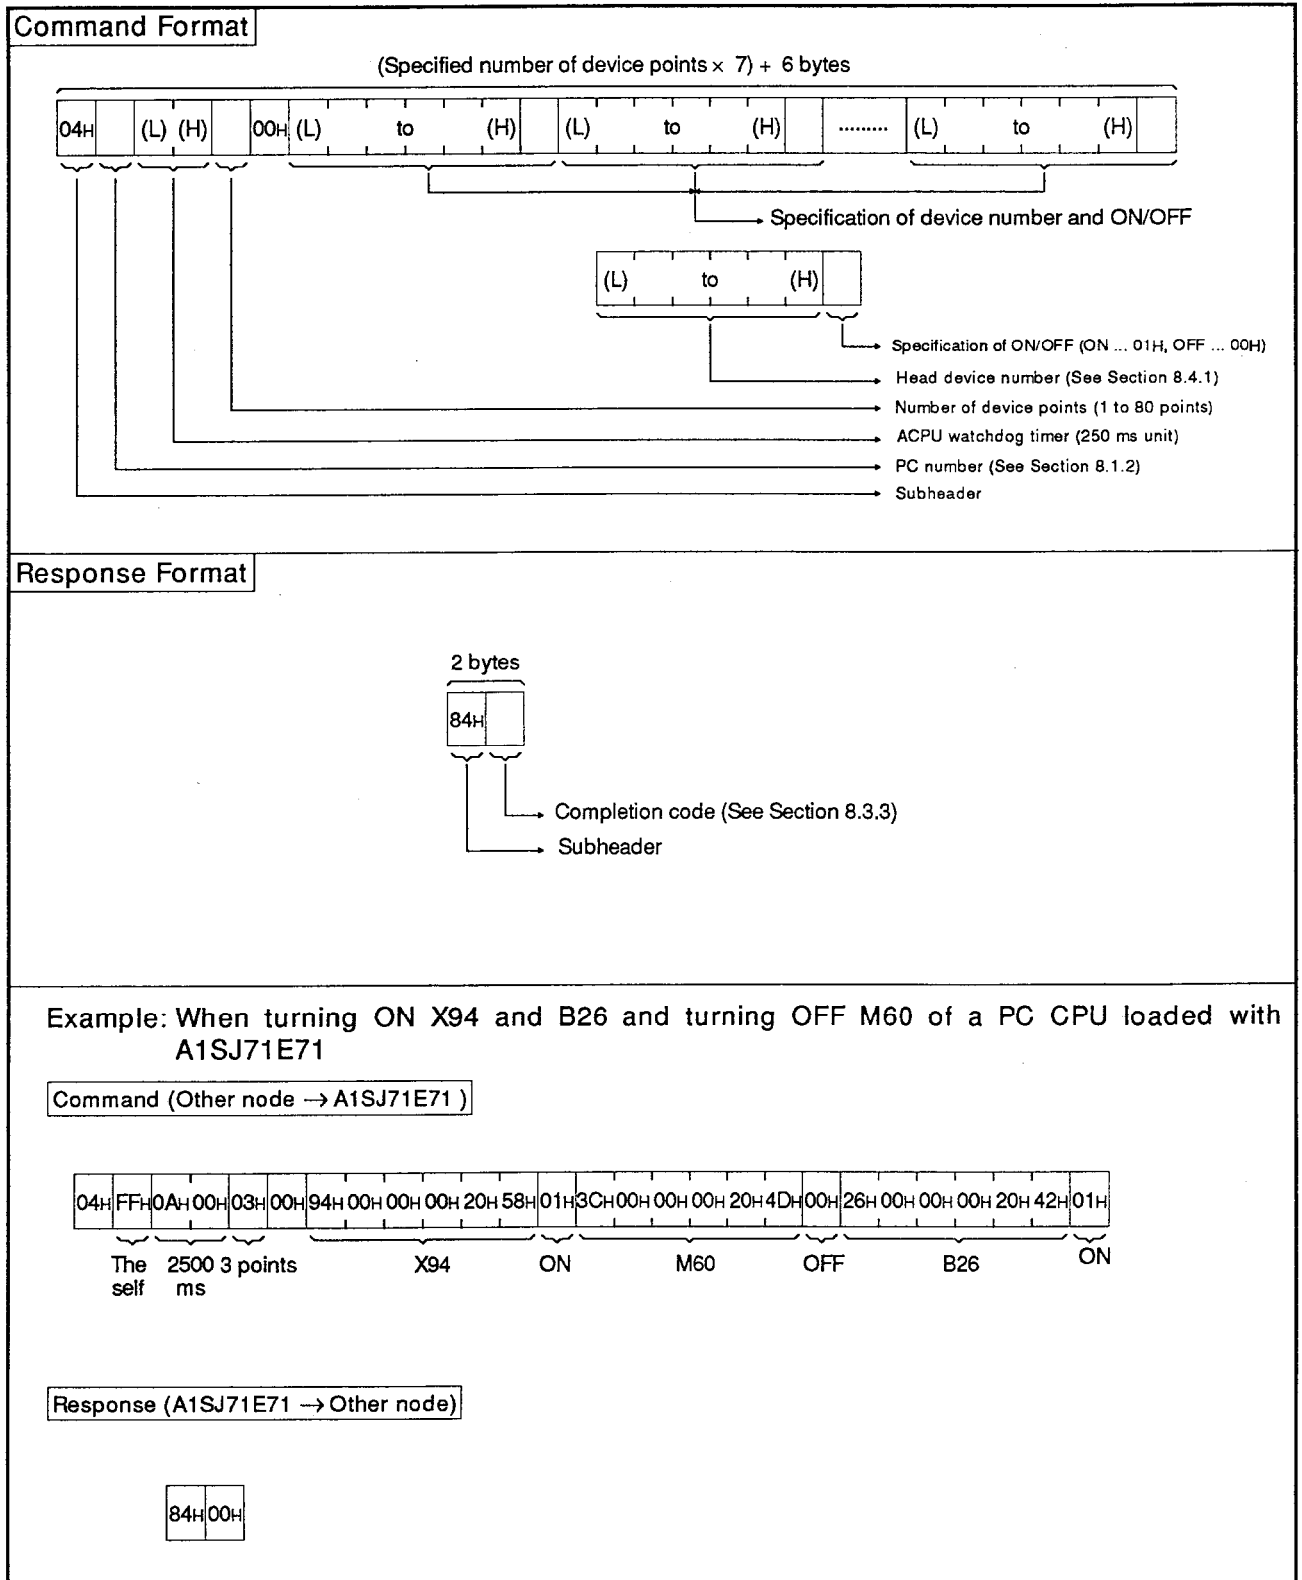 Command Format
(Specified number of device points × 7) + 6 bytes
04H (L) (H) 00H (L) to (H) (L) to (H) ········· (L) to (H)
Specification of device number and ON/OFF
(L) to (H)
Specification of ON/OFF (ON ... 01H, OFF ... 00H)
Head device number (See Section 8.4.1)
Number of device points (1 to 80 points)
ACPU watchdog timer (250 ms unit)
PC number (See Section 8.1.2)
Subheader
Response Format
2 bytes
84H
Completion code (See Section 8.3.3)
Subheader
Example: When turning ON X94 and B26 and turning OFF M60 of a PC CPU loaded with
A1SJ71E71
Command (Other node → A1SJ71E71 )
04H FFH 0AH 00H 03H 00H 94H 00H 00H 00H 20H 58H 01H 3CH 00H 00H 00H 20H 4DH 00H 26H 00H 00H 00H 20H 42H 01H
The 2500 3 points X94 ON M60 OFF B26 ON
self ms
Response (A1SJ71E71 → Other node)
84H 00H